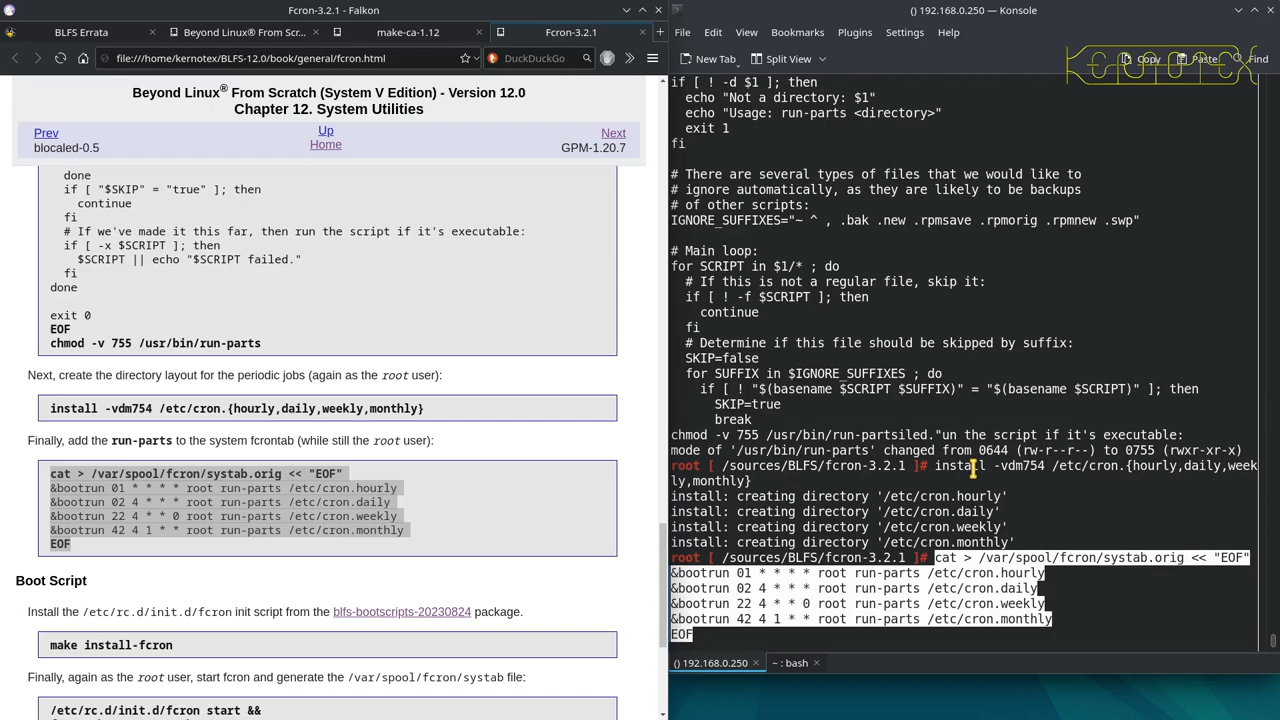 Fcron-3.2.1 - Falkon
BLFS Errata
Beyond Linux® From Scr...
make-ca-1.12
Fcron-3.2.1
file:///home/kernotex/BLFS-12.0/book/general/fcron.html
DuckDuckGo
Beyond Linux® From Scratch (System V Edition) - Version 12.0
Chapter 12. System Utilities
Prev
Up
Next
blocaled-0.5
Home
GPM-1.20.7
done
if [ "$SKIP" = "true" ]; then
continue
fi
# If we've made it this far, then run the script if it's executable:
if [ -x $SCRIPT ]; then
$SCRIPT || echo "$SCRIPT failed."
fi
done
exit 0
EOF
chmod -v 755 /usr/bin/run-parts
Next, create the directory layout for the periodic jobs (again as the root user):
install -vdm754 /etc/cron.{hourly,daily,weekly,monthly}
Finally, add the run-parts to the system fcrontab (while still the root user):
cat > /var/spool/fcron/systab.orig << "EOF"
&bootrun 01 * * * * root run-parts /etc/cron.hourly
&bootrun 02 4 * * * root run-parts /etc/cron.daily
&bootrun 22 4 * * 0 root run-parts /etc/cron.weekly
&bootrun 42 4 1 * * root run-parts /etc/cron.monthly
EOF
Boot Script
Install the /etc/rc.d/init.d/fcron init script from the blfs-bootscripts-20230824 package.
make install-fcron
Finally, again as the root user, start fcron and generate the /var/spool/fcron/systab file:
/etc/rc.d/init.d/fcron start &&
() 192.168.0.250 — Konsole
File Edit View Bookmarks Plugins Settings Help
New Tab
Split View
Copy
Paste
Find
KERNOTEX
if [ ! -d $1 ]; then
echo "Not a directory: $1"
echo "Usage: run-parts <directory>"
exit 1
fi
# There are several types of files that we would like to
# ignore automatically, as they are likely to be backups
# of other scripts:
IGNORE_SUFFIXES="~ ^ , .bak .new .rpmsave .rpmorig .rpmnew .swp"
# Main loop:
for SCRIPT in $1/* ; do
# If this is not a regular file, skip it:
if [ ! -f $SCRIPT ]; then
continue
fi
# Determine if this file should be skipped by suffix:
SKIP=false
for SUFFIX in $IGNORE_SUFFIXES ; do
if [ ! "$(basename $SCRIPT $SUFFIX)" = "$(basename $SCRIPT)" ]; then
SKIP=true
break
chmod -v 755 /usr/bin/run-partsiled."un the script if it's executable:
mode of '/usr/bin/run-parts' changed from 0644 (rw-r--r--) to 0755 (rwxr-xr-x)
root [ /sources/BLFS/fcron-3.2.1 ]# install -vdm754 /etc/cron.{hourly,daily,week
ly,monthly}
install: creating directory '/etc/cron.hourly'
install: creating directory '/etc/cron.daily'
install: creating directory '/etc/cron.weekly'
install: creating directory '/etc/cron.monthly'
root [ /sources/BLFS/fcron-3.2.1 ]# cat > /var/spool/fcron/systab.orig << "EOF"
&bootrun 01 * * * * root run-parts /etc/cron.hourly
&bootrun 02 4 * * * root run-parts /etc/cron.daily
&bootrun 22 4 * * 0 root run-parts /etc/cron.weekly
&bootrun 42 4 1 * * root run-parts /etc/cron.monthly
EOF
() 192.168.0.250
~ : bash